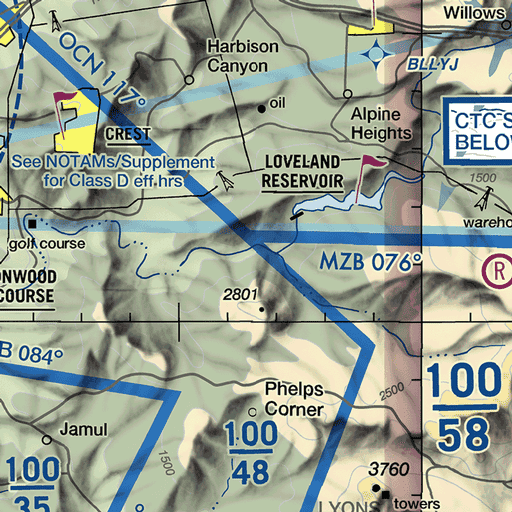 Willows
OCN 117°
Harbison
Canyon
BLLYJ
oil
Alpine
Heights
CTC S
BELOW
CREST
See NOTAMs/Supplement
for Class D eff hrs
LOVELAND
RESERVOIR
1500
wareho
golf course
MZB 076°
R
ONWOOD
COURSE
2801
B 084°
Phelps
Corner
2500
100
58
Jamul
100
48
1500
3760
100
35
LYONS
towers